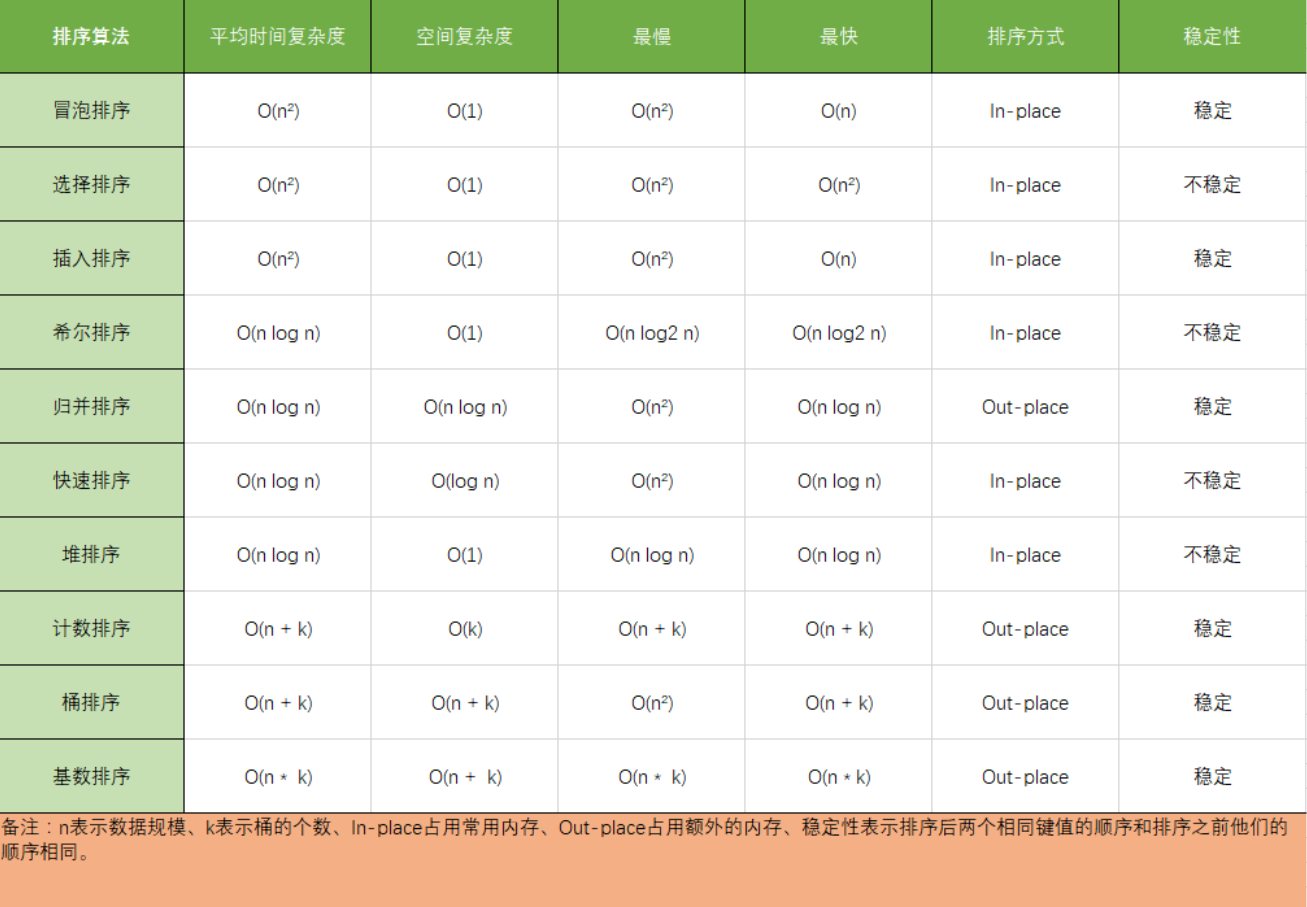 排序算法 平均时间复杂度 空间复杂度 最慢 最快 排序方式 稳定性
冒泡排序 O(n²) O(1) O(n²) O(n) In-place 稳定
选择排序 O(n²) O(1) O(n²) O(n²) In-place 不稳定
插入排序 O(n²) O(1) O(n²) O(n) In-place 稳定
希尔排序 O(n log n) O(1) O(n log2 n) O(n log2 n) In-place 不稳定
归并排序 O(n log n) O(n log n) O(n²) O(n log n) Out-place 稳定
快速排序 O(n log n) O(log n) O(n²) O(n log n) In-place 不稳定
堆排序 O(n log n) O(1) O(n log n) O(n log n) In-place 不稳定
计数排序 O(n + k) O(k) O(n + k) O(n + k) Out-place 稳定
桶排序 O(n + k) O(n + k) O(n²) O(n + k) Out-place 稳定
基数排序 O(n * k) O(n + k) O(n * k) O(n * k) Out-place 稳定
备注：n表示数据规模、k表示桶的个数、In-place占用常用内存、Out-place占用额外的内存、稳定性表示排序后两个相同键值的顺序和排序之前他们的
顺序相同。